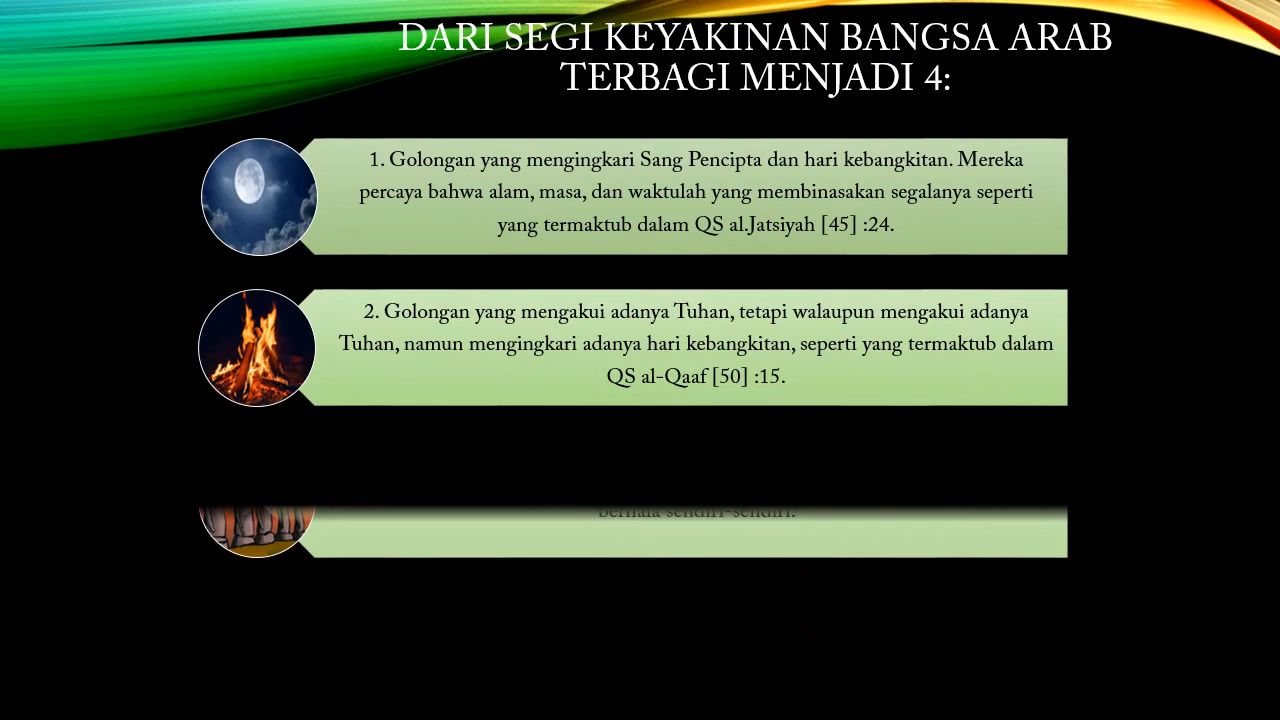 DARI SEGI KEYAKINAN BANGSA ARAB
TERBAGI MENJADI 4:
1. Golongan yang mengingkari Sang Pencipta dan hari kebangkitan. Mereka
percaya bahwa alam, masa, dan waktulah yang membinasakan segalanya seperti
yang termaktub dalam QS al.Jatsiyah [45] :24.
2. Golongan yang mengakui adanya Tuhan, tetapi walaupun mengakui adanya
Tuhan, namun mengingkari adanya hari kebangkitan, seperti yang termaktub dalam
QS al-Qaaf [50] :15.
berhala sendiri-sendiri.